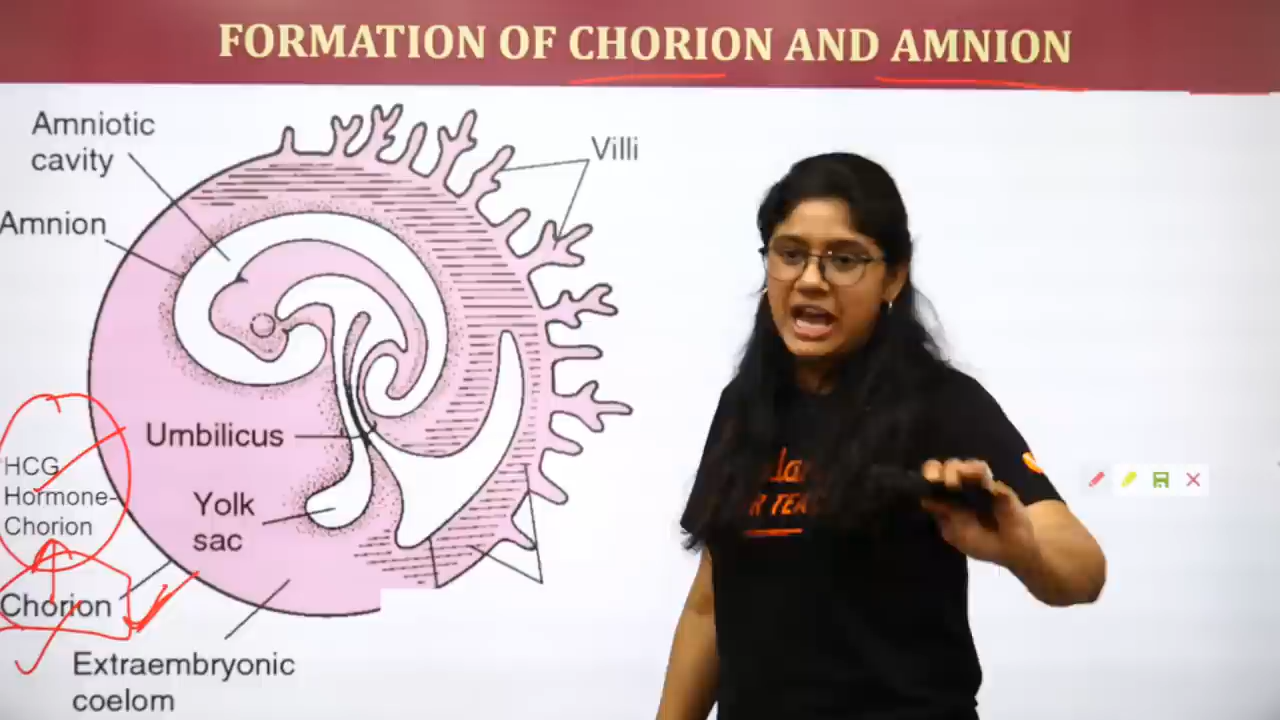 FORMATION OF CHORION AND AMNION
Amniotic
cavity
Villi
Amnion
Umbilicus
HCG
Hormone-
Chorion
Yolk
sac
Chorion
Extraembryonic
coelom